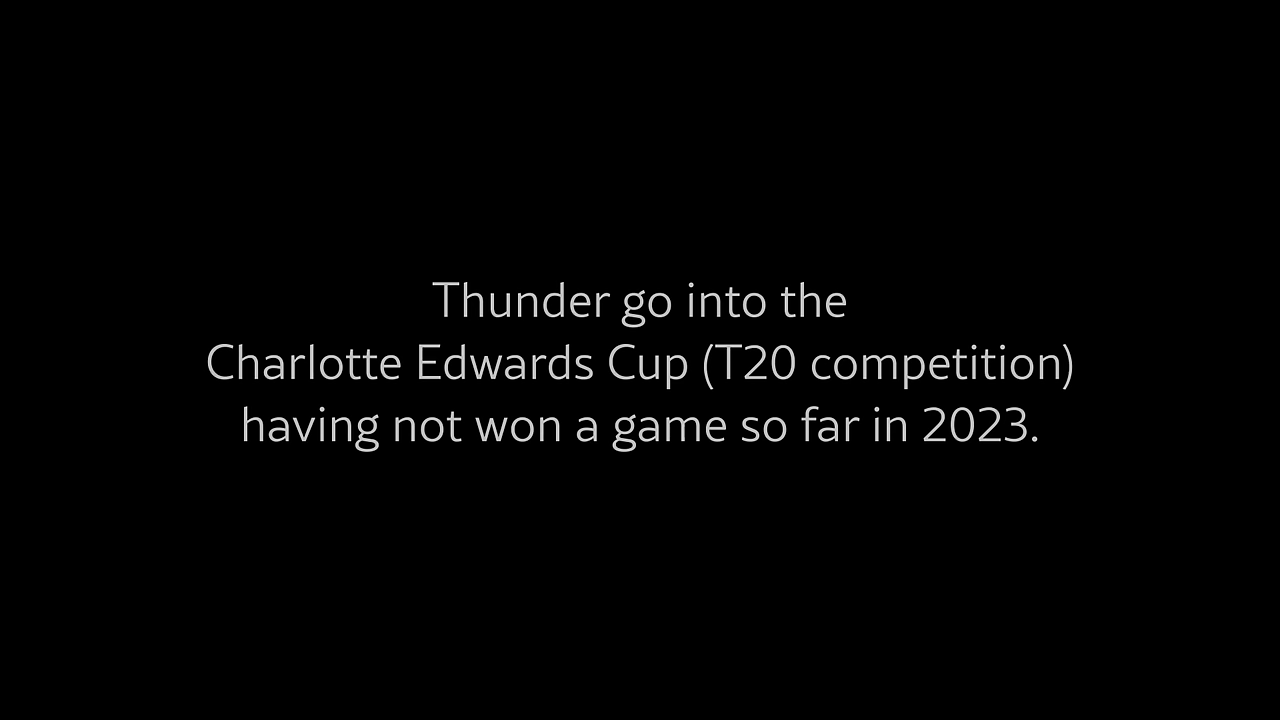 Thunder go into the
Charlotte Edwards Cup (T20 competition)
having not won a game so far in 2023.